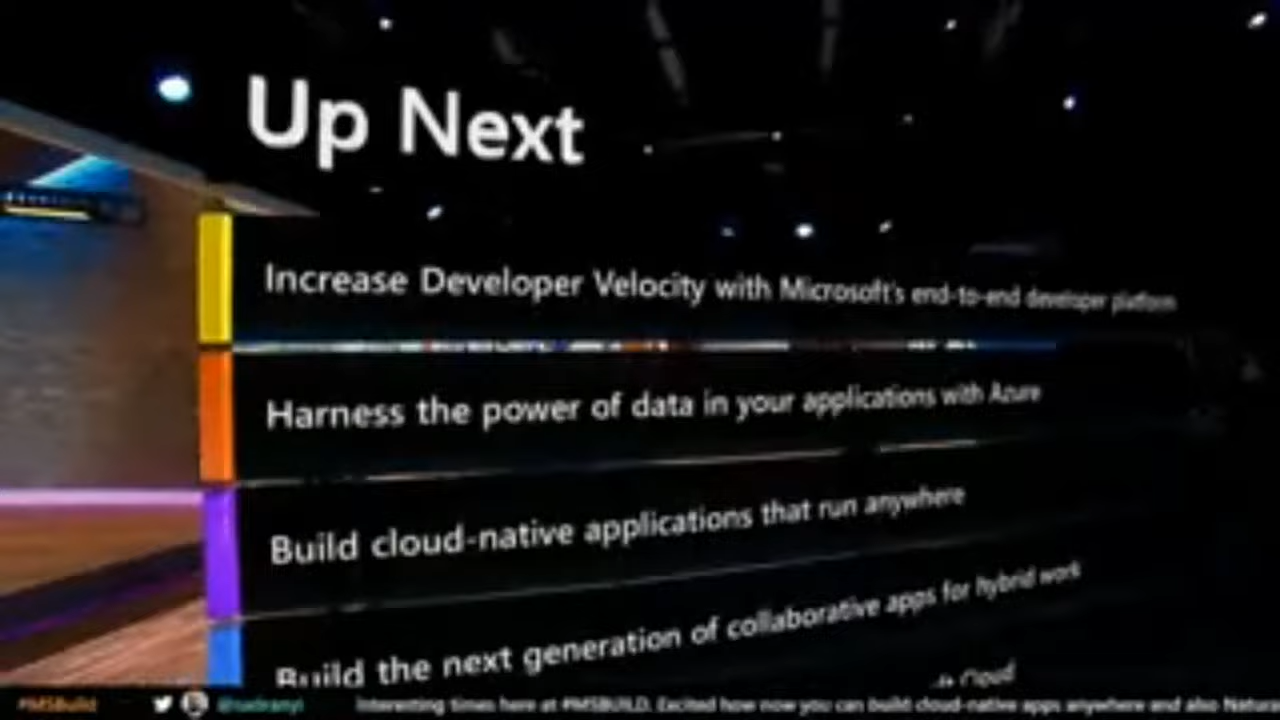 Up Next
Increase Developer Velocity with Microsoft's end-to-end developer platform
Harness the power of data in your applications with Azure
Build cloud-native applications that run anywhere
Build the next generation of collaborative apps for hybrid work
Cloud
#MSBuild
Interesting times here at #MSBUILD. Excited how now you can build cloud-native apps anywhere and also Natura